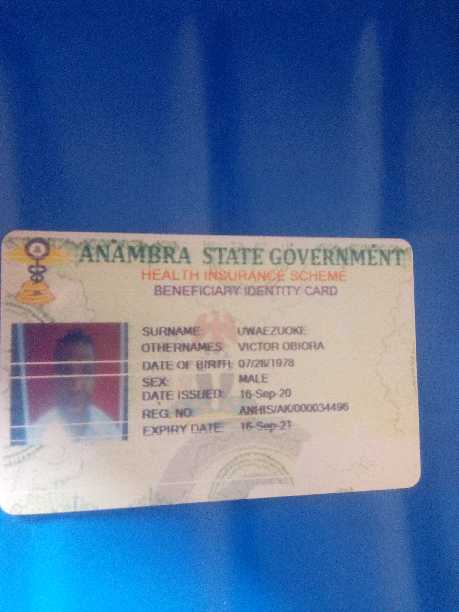 ANAMBRA STATE GOVERNMENT
HEALTH INSURANCE SCHEME
BENEFICIARY IDENTITY CARD
SURNAME: UWAEZUOKE
OTHERNAMES: VICTOR OBIORA
DATE OF BIRTH: 07/28/1978
SEX: MALE
DATE ISSUED: 16-Sep-20
REG. NO: ANHIS/AK/000034496
EXPIRY DATE: 16-Sep-21